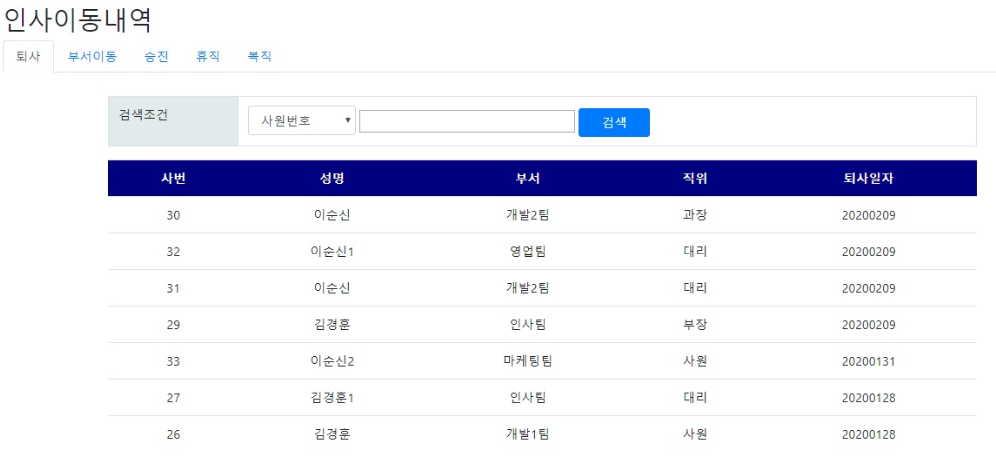 인사이동내역
퇴사 부서이동 승진 휴직 복직
검색조건 사원번호 검색
사번 성명 부서 직위 퇴사일자
30 이순신 개발2팀 과장 20200209
32 이순신1 영업팀 대리 20200209
31 이순신 개발2팀 대리 20200209
29 김경훈 인사팀 부장 20200209
33 이순신2 마케팅팀 사원 20200131
27 김경훈1 인사팀 대리 20200128
26 김경훈 개발1팀 사원 20200128